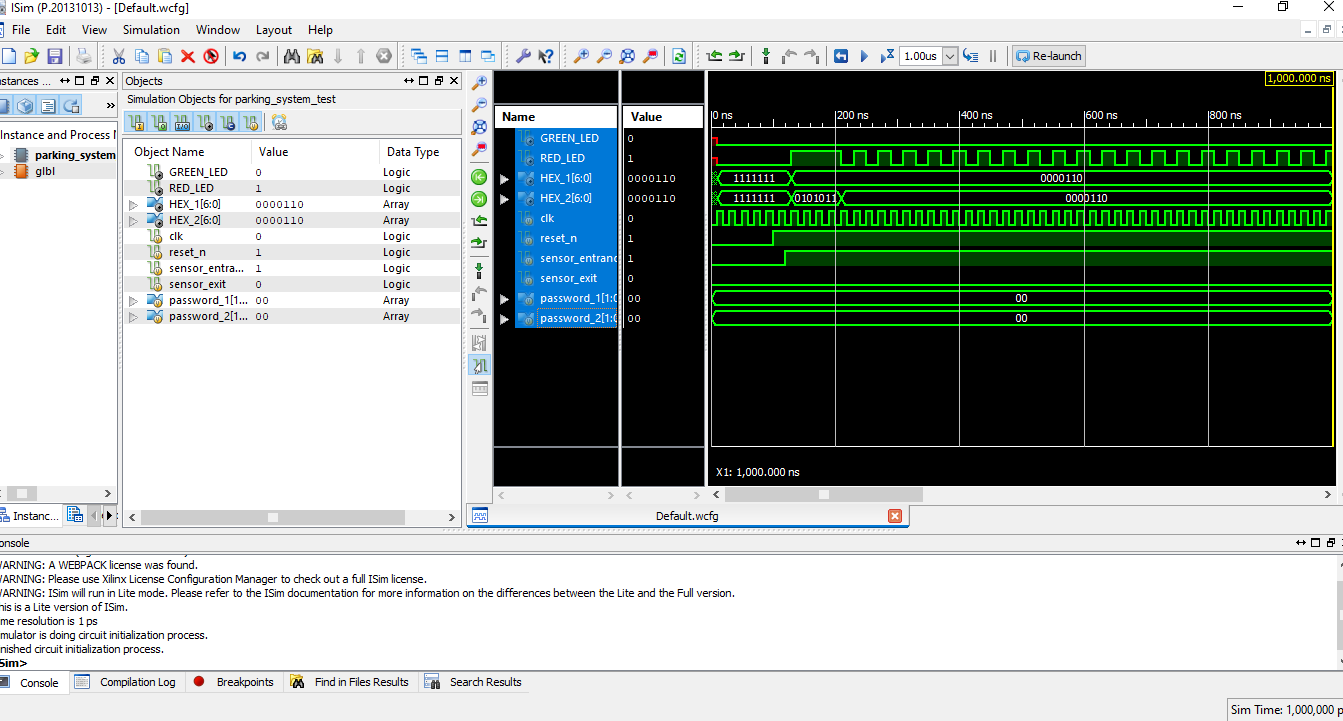 ISim (P.20131013) - [Default.wcfg]
File Edit View Simulation Window Layout Help
1.00us Re-launch
nstances ...
»
Instance and Process N
parking_system
glbl
Instanc...
Objects
Simulation Objects for parking_system_test
Object Name Value Data Type
GREEN_LED 0 Logic
RED_LED 1 Logic
HEX_1[6:0] 0000110 Array
HEX_2[6:0] 0000110 Array
clk 0 Logic
reset_n 1 Logic
sensor_entra... 1 Logic
sensor_exit 0 Logic
password_1[1... 00 Array
password_2[1... 00 Array
1,000.000 ns
Name Value
0 ns 200 ns 400 ns 600 ns 800 ns
GREEN_LED 0
RED_LED 1
HEX_1[6:0] 0000110 1111111 0000110
HEX_2[6:0] 0000110 1111111 0101011 0000110
clk 0
reset_n 1
sensor_entranc 1
sensor_exit 0
password_1[1:0 00 00
password_2[1:0 00 00
X1: 1,000.000 ns
Default.wcfg
onsole
ARNING: A WEBPACK license was found.
ARNING: Please use Xilinx License Configuration Manager to check out a full ISim license.
ARNING: ISim will run in Lite mode. Please refer to the ISim documentation for more information on the differences between the Lite and the Full version.
his is a Lite version of ISim.
me resolution is 1 ps
mulator is doing circuit initialization process.
nished circuit initialization process.
Sim>
Console Compilation Log Breakpoints Find in Files Results Search Results
Sim Time: 1,000,000 p